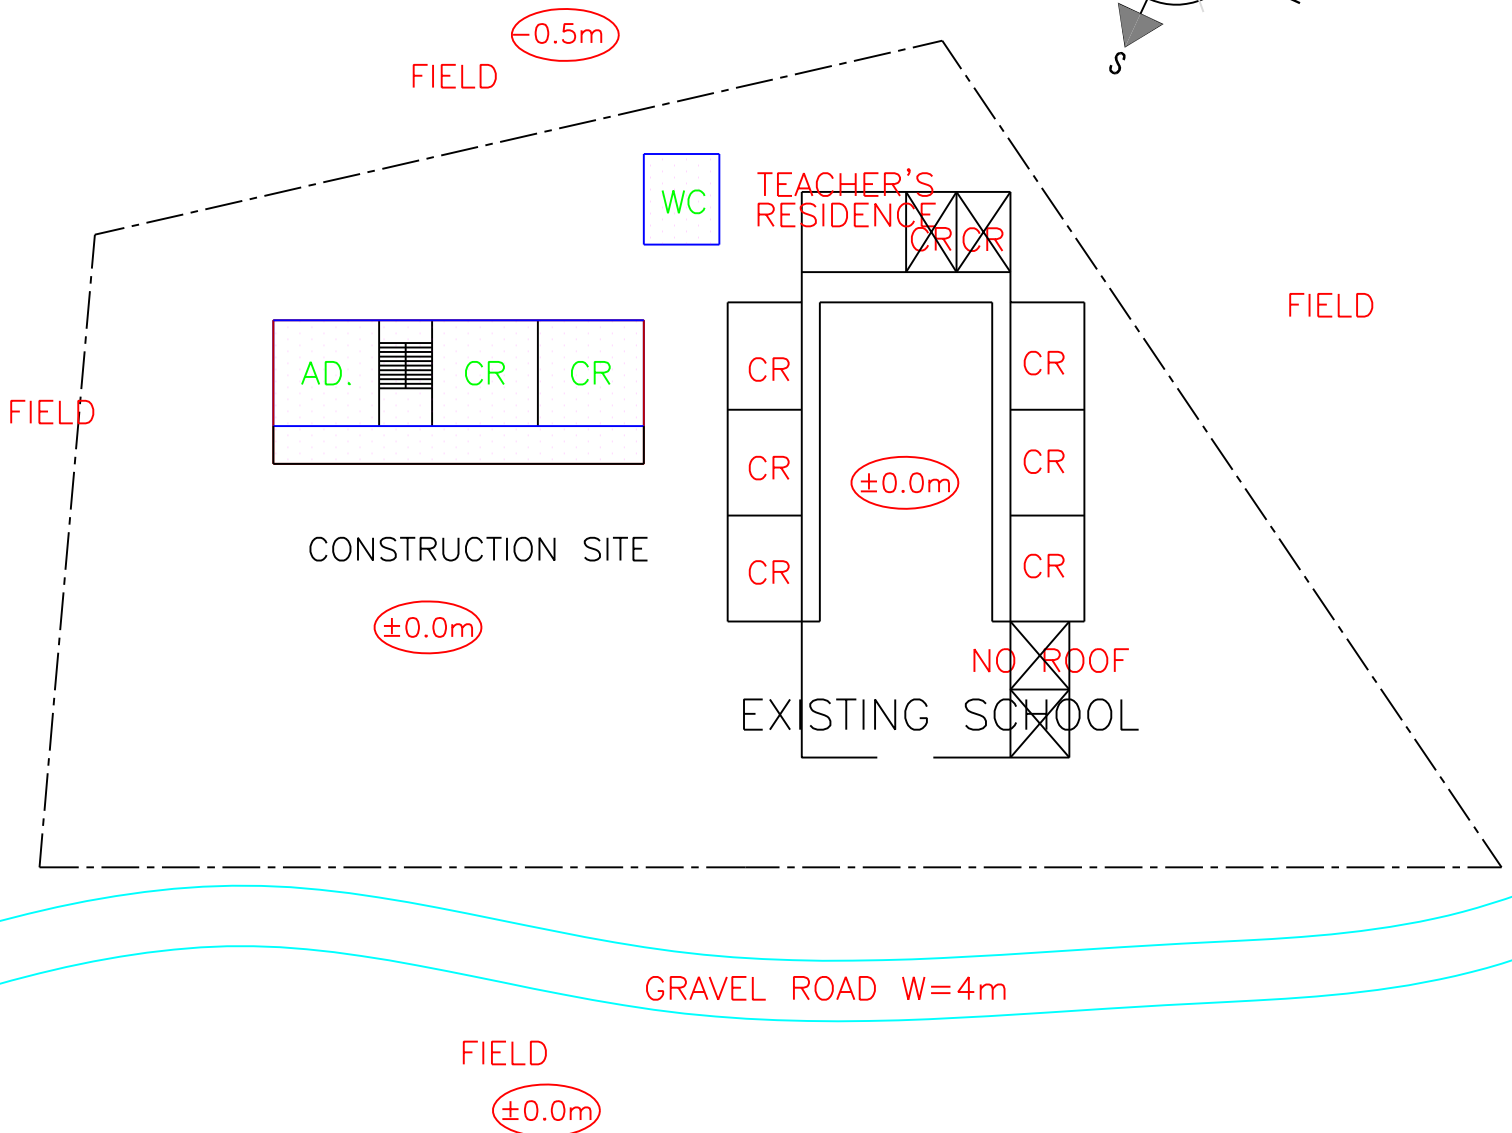 -0.5m
FIELD
S
WC
TEACHER'S
RESIDENCE
CR CR
FIELD
AD. CR CR
CR CR
FIELD
CR ±0.0m CR
CONSTRUCTION SITE
CR CR
±0.0m
NO ROOF
EXISTING SCHOOL
GRAVEL ROAD W=4m
FIELD
±0.0m